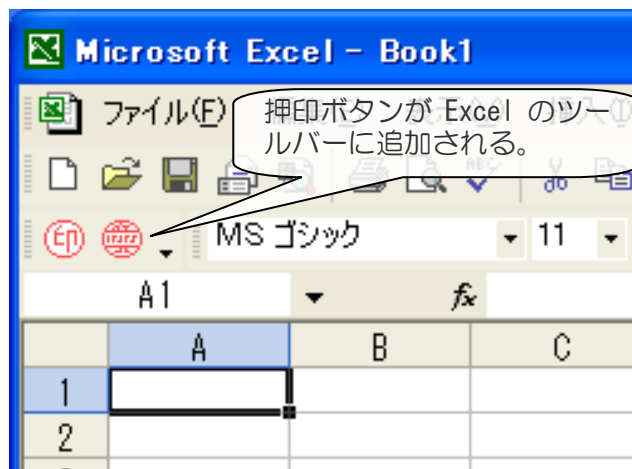 Microsoft Excel - Book1
ファイル(F)
押印ボタンが Excel のツー
ルバーに追加される。
印
MS ゴシック
11
A1
fx
A
B
C
1
2